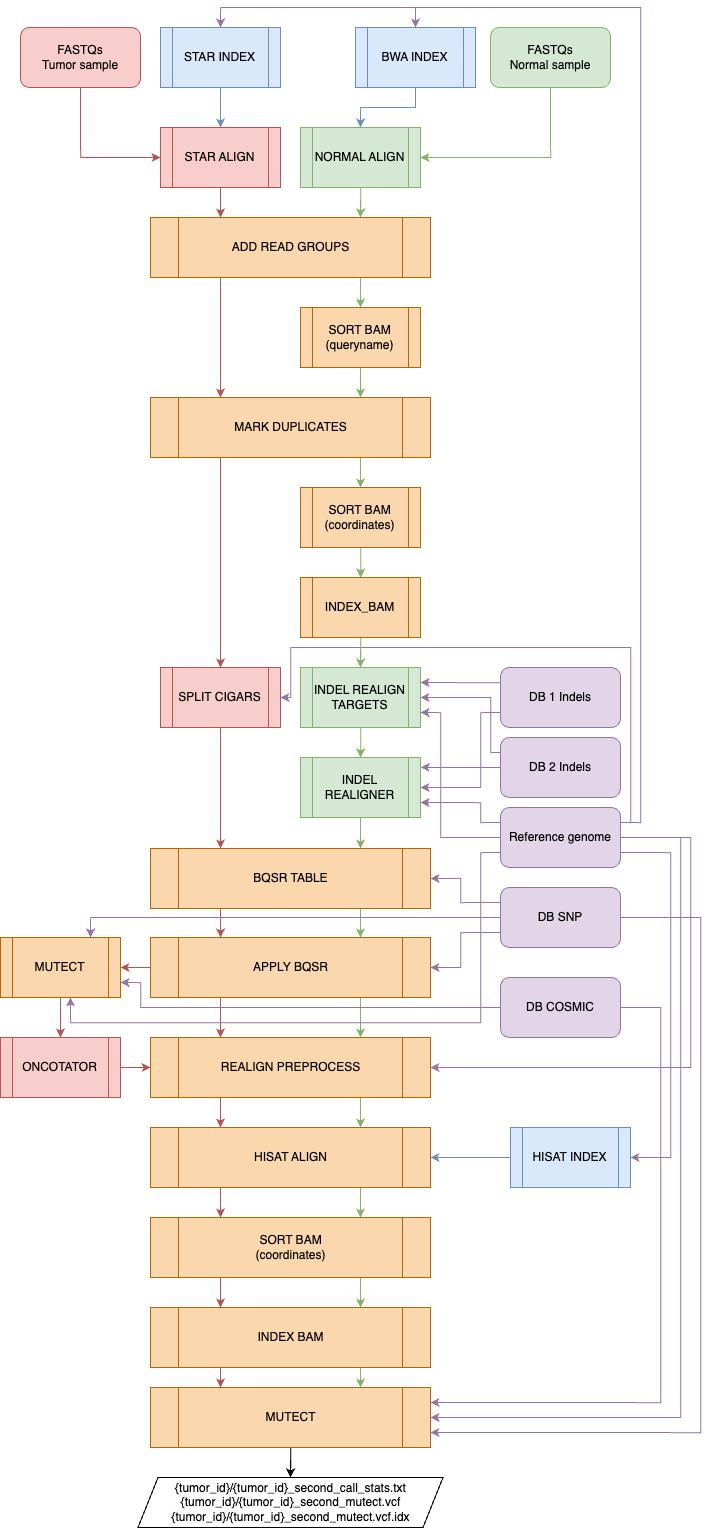 FASTQs
Tumor sample
STAR INDEX
BWA INDEX
FASTQs
Normal sample
STAR ALIGN
NORMAL ALIGN
ADD READ GROUPS
SORT BAM
(queryname)
MARK DUPLICATES
SORT BAM
(coordinates)
INDEX_BAM
SPLIT CIGARS
INDEL REALIGN
TARGETS
DB 1 Indels
INDEL
REALIGNER
DB 2 Indels
Reference genome
BQSR TABLE
DB SNP
MUTECT
APPLY BQSR
DB COSMIC
ONCOTATOR
REALIGN PREPROCESS
HISAT ALIGN
HISAT INDEX
SORT BAM
(coordinates)
INDEX BAM
MUTECT
{tumor_id}/{tumor_id}_second_call_stats.txt
{tumor_id}/{tumor_id}_second_mutect.vcf
{tumor_id}/{tumor_id}_second_mutect.vcf.idx